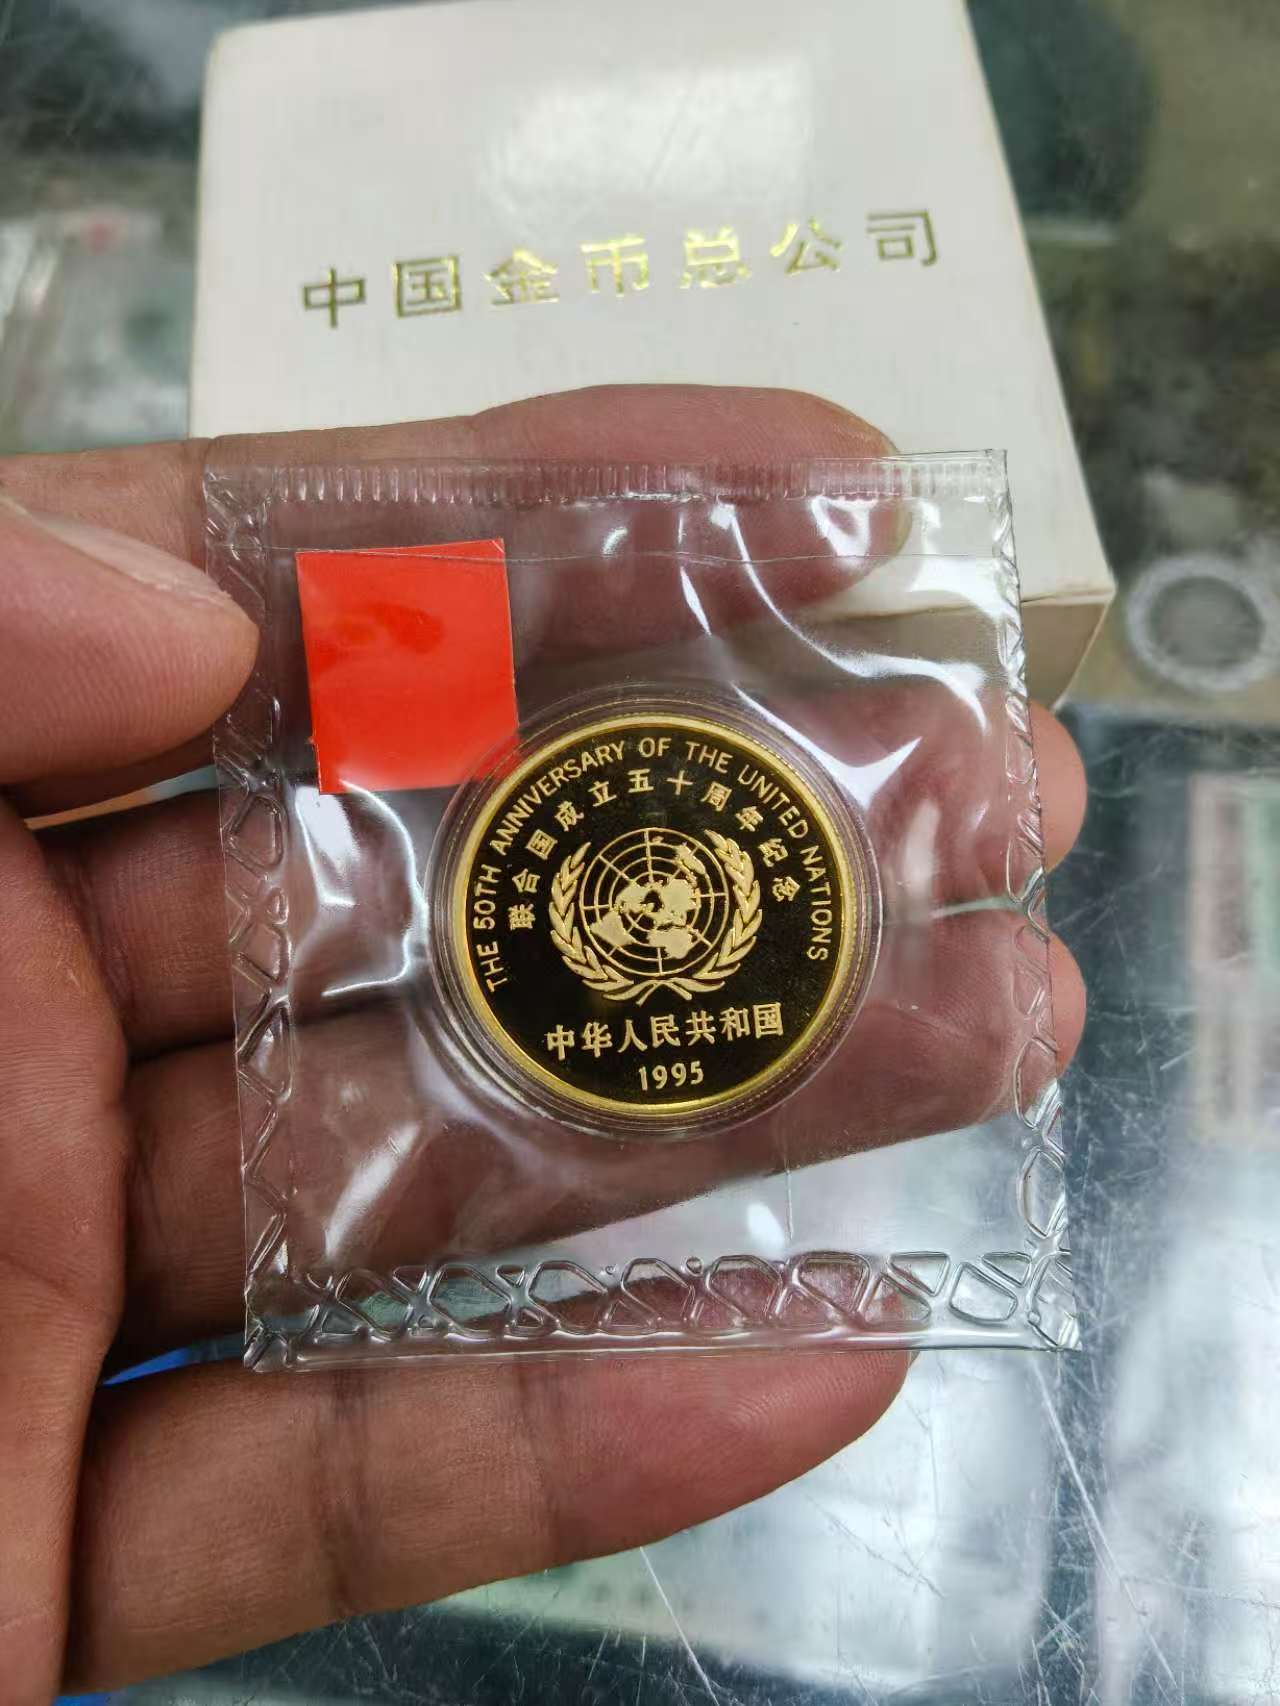 中国金币总公司
THE 50TH ANNIVERSARY OF THE UNITED NATIONS
联合国成立五十周年纪念
中华人民共和国
1995